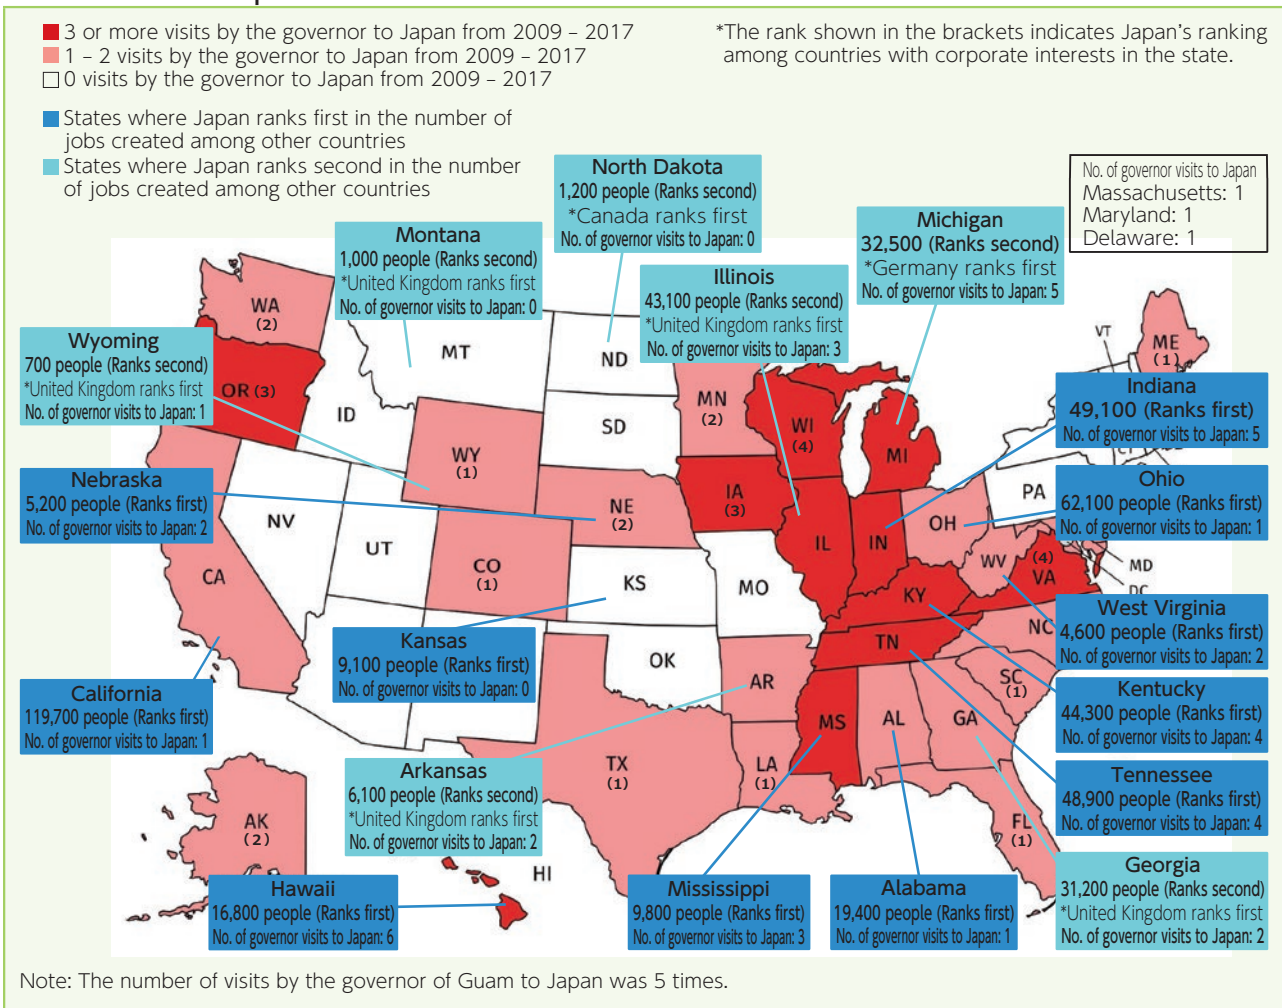 3 or more visits by the governor to Japan from 2009 – 2017
1 – 2 visits by the governor to Japan from 2009 – 2017
0 visits by the governor to Japan from 2009 – 2017
States where Japan ranks first in the number of
jobs created among other countries
States where Japan ranks second in the number
of jobs created among other countries
*The rank shown in the brackets indicates Japan's ranking
among countries with corporate interests in the state.
No. of governor visits to Japan
Massachusetts: 1
Maryland: 1
Delaware: 1
North Dakota
1,200 people (Ranks second)
*Canada ranks first
No. of governor visits to Japan: 0
Michigan
32,500 (Ranks second)
*Germany ranks first
No. of governor visits to Japan: 5
Montana
1,000 people (Ranks second)
*United Kingdom ranks first
No. of governor visits to Japan: 0
Illinois
43,100 people (Ranks second)
*United Kingdom ranks first
No. of governor visits to Japan: 3
Wyoming
700 people (Ranks second)
*United Kingdom ranks first
No. of governor visits to Japan: 1
Indiana
49,100 (Ranks first)
No. of governor visits to Japan: 5
Nebraska
5,200 people (Ranks first)
No. of governor visits to Japan: 2
Ohio
62,100 people (Ranks first)
No. of governor visits to Japan: 1
Kansas
9,100 people (Ranks first)
No. of governor visits to Japan: 0
West Virginia
4,600 people (Ranks first)
No. of governor visits to Japan: 2
California
119,700 people (Ranks first)
No. of governor visits to Japan: 1
Kentucky
44,300 people (Ranks first)
No. of governor visits to Japan: 4
Arkansas
6,100 people (Ranks second)
*United Kingdom ranks first
No. of governor visits to Japan: 2
Tennessee
48,900 people (Ranks first)
No. of governor visits to Japan: 4
Hawaii
16,800 people (Ranks first)
No. of governor visits to Japan: 6
Mississippi
9,800 people (Ranks first)
No. of governor visits to Japan: 3
Alabama
19,400 people (Ranks first)
No. of governor visits to Japan: 1
Georgia
31,200 people (Ranks second)
*United Kingdom ranks first
No. of governor visits to Japan: 2
WA
(2)
OR (3)
MT
ID
ND
SD
MN
(2)
WI
(4)
MI
VT
ME
(1)
WY
(1)
NE
(2)
IA
(3)
PA
NV
UT
CO
(1)
IL
IN
OH
WV
(4)
VA
MD
DC
CA
KS
MO
KY
TN
NC
OK
AR
SC
(1)
MS
AL
GA
TX
(1)
LA
(1)
FL
(1)
AK
(2)
HI
Note: The number of visits by the governor of Guam to Japan was 5 times.